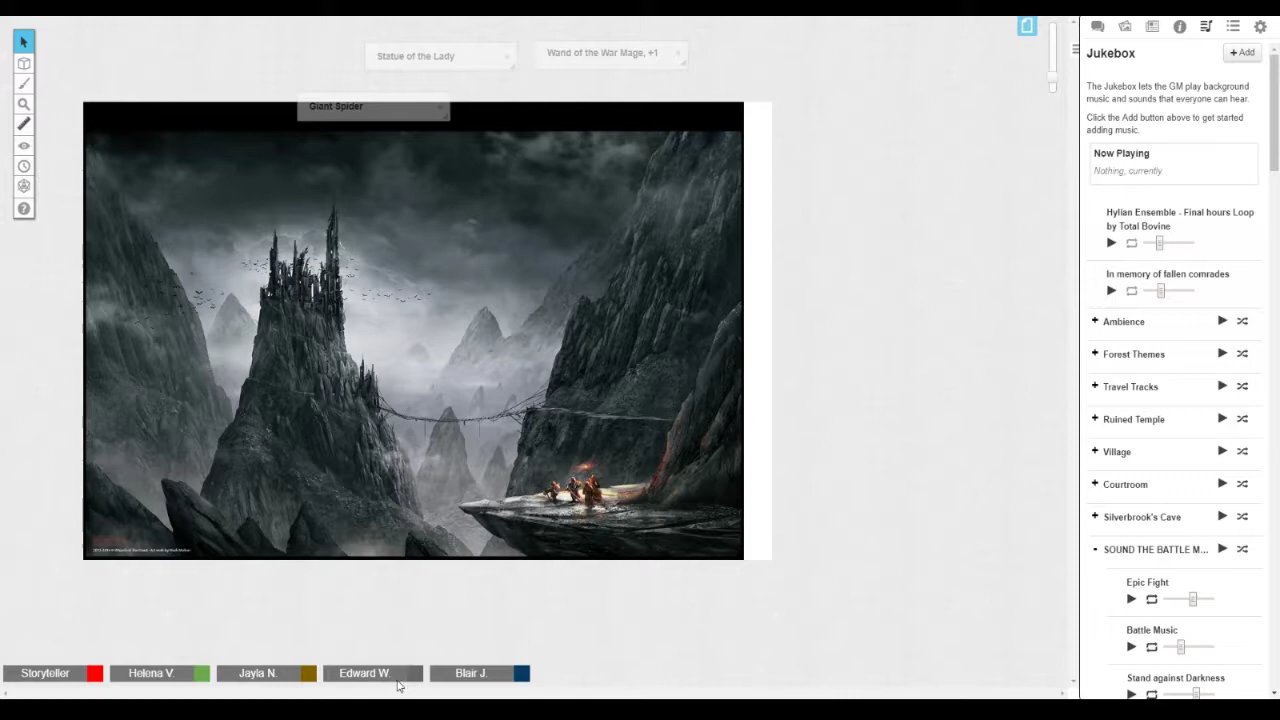 Statue of the Lady
Wand of the War Mage, +1
Giant Spider
Jukebox
+ Add
The Jukebox lets the GM play background
music and sounds that everyone can hear.
Click the Add button above to get started
adding music.
Now Playing
Nothing, currently
Hylian Ensemble - Final hours Loop
by Total Bovine
In memory of fallen comrades
+ Ambience
+ Forest Themes
+ Travel Tracks
+ Ruined Temple
+ Village
+ Courtroom
+ Silverbrook's Cave
- SOUND THE BATTLE M...
Epic Fight
Battle Music
Stand against Darkness
Storyteller
Helena V.
Jayla N.
Edward W.
Blair J.